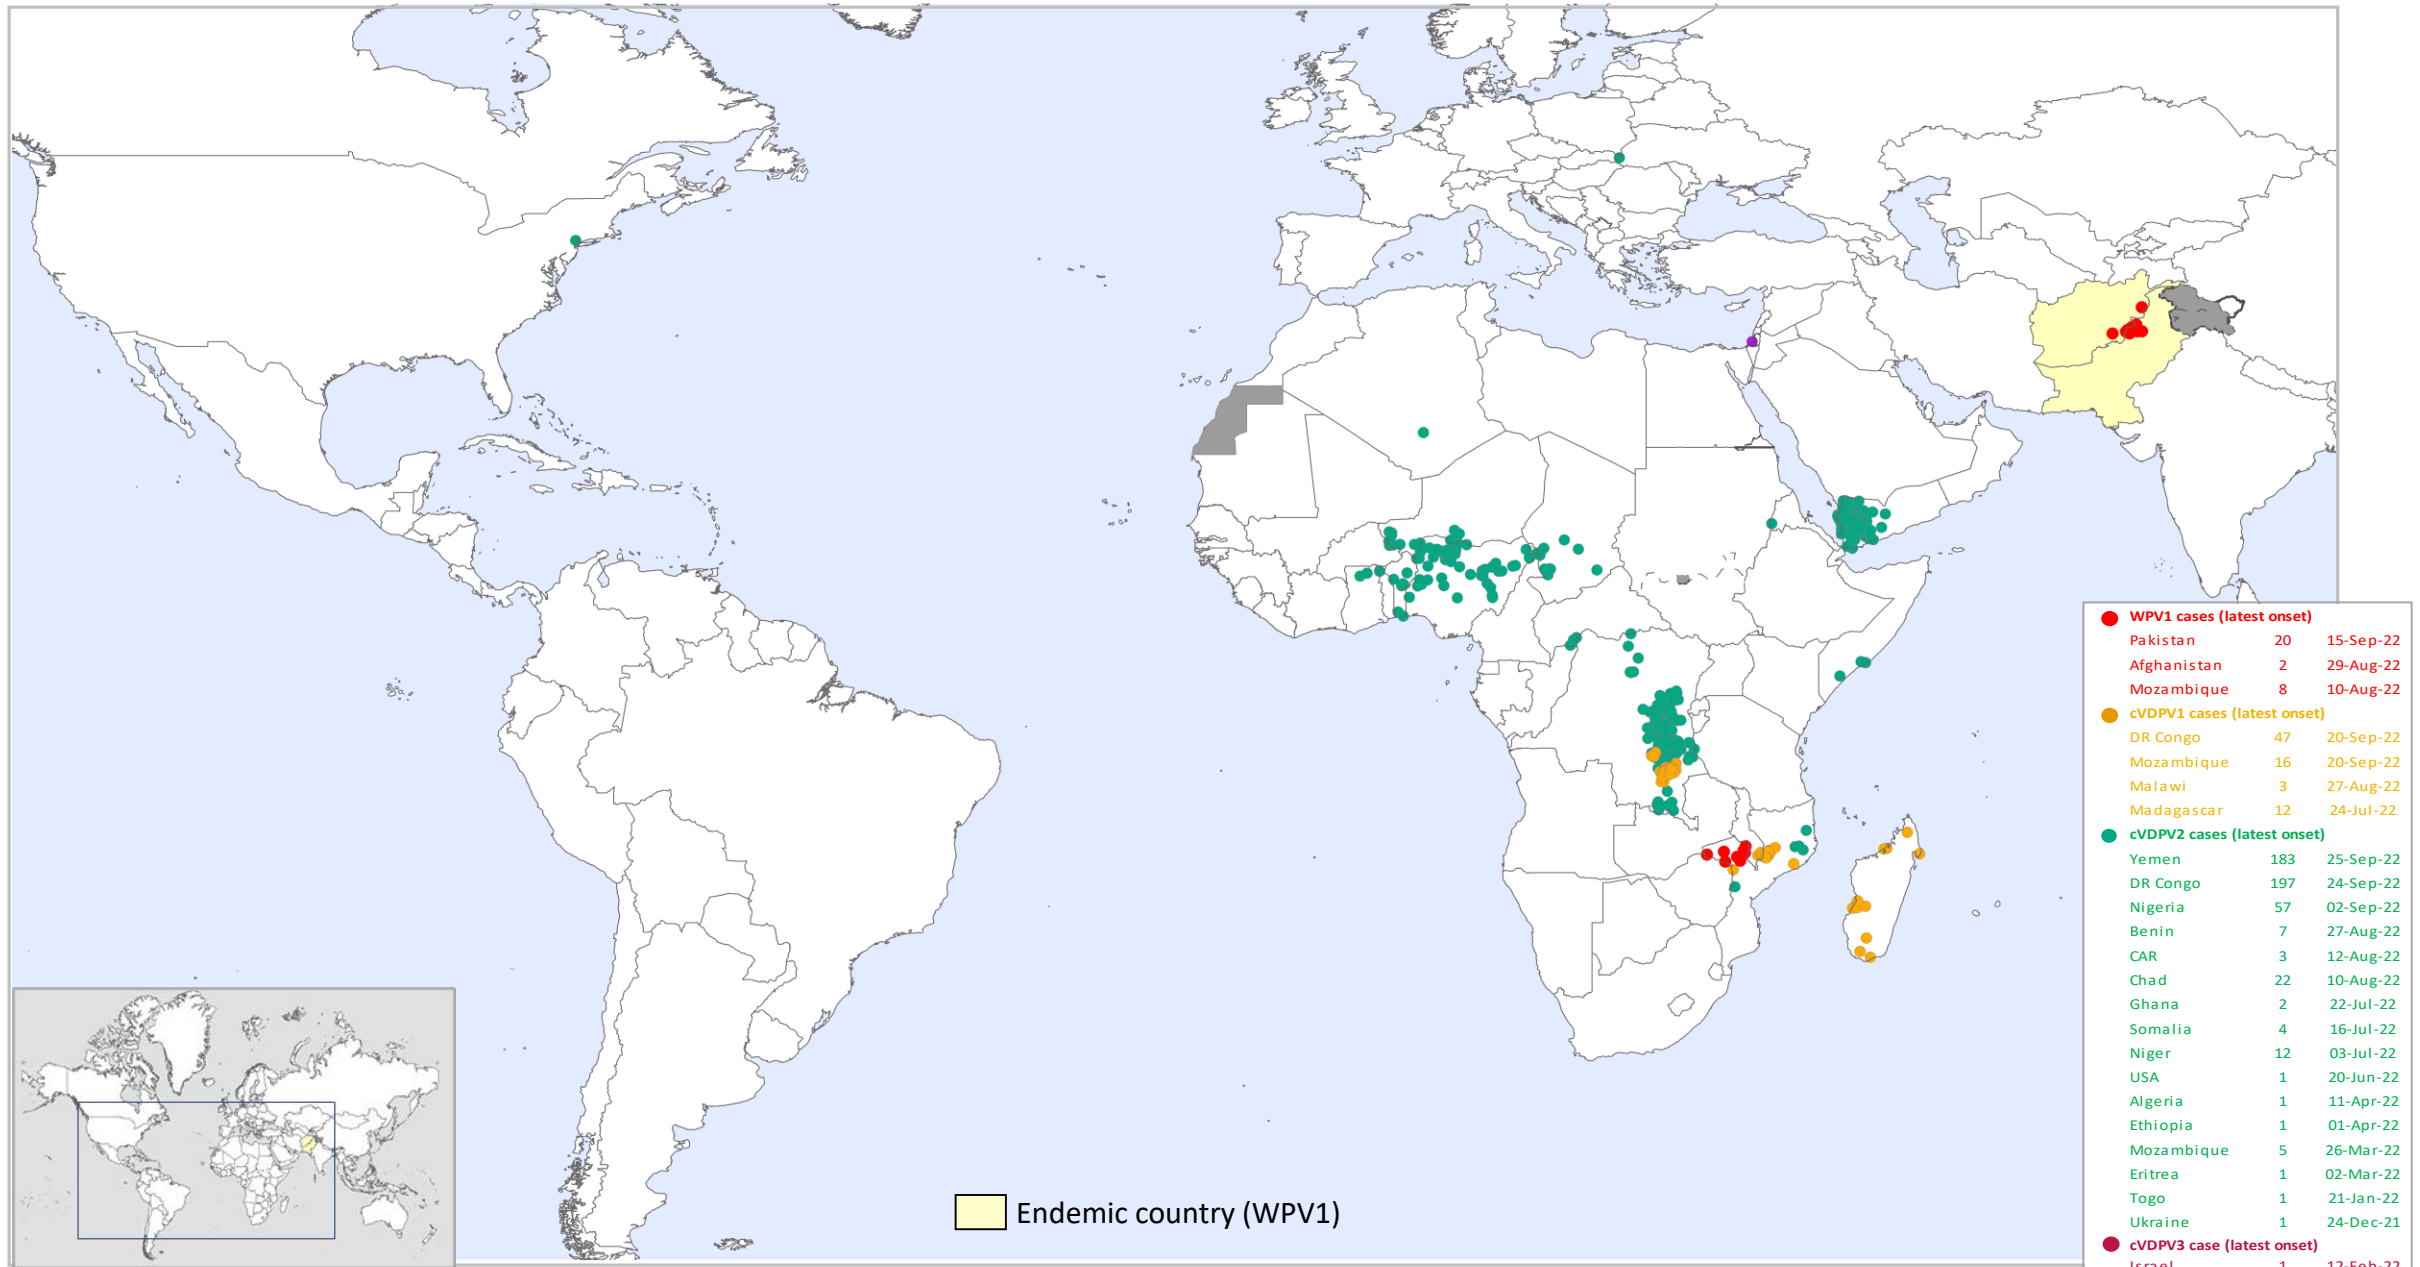 WPV1 cases (latest onset)
Pakistan 20 15-Sep-22
Afghanistan 2 29-Aug-22
Mozambique 8 10-Aug-22
cVDPV1 cases (latest onset)
DR Congo 47 20-Sep-22
Mozambique 16 20-Sep-22
Malawi 3 27-Aug-22
Madagascar 12 24-Jul-22
cVDPV2 cases (latest onset)
Yemen 183 25-Sep-22
DR Congo 197 24-Sep-22
Nigeria 57 02-Sep-22
Benin 7 27-Aug-22
CAR 3 12-Aug-22
Chad 22 10-Aug-22
Ghana 2 22-Jul-22
Somalia 4 16-Jul-22
Niger 12 03-Jul-22
USA 1 20-Jun-22
Algeria 1 11-Apr-22
Ethiopia 1 01-Apr-22
Mozambique 5 26-Mar-22
Eritrea 1 02-Mar-22
Togo 1 21-Jan-22
Ukraine 1 24-Dec-21
cVDPV3 case (latest onset)
Israel 1 12-Feb-22
Endemic country (WPV1)